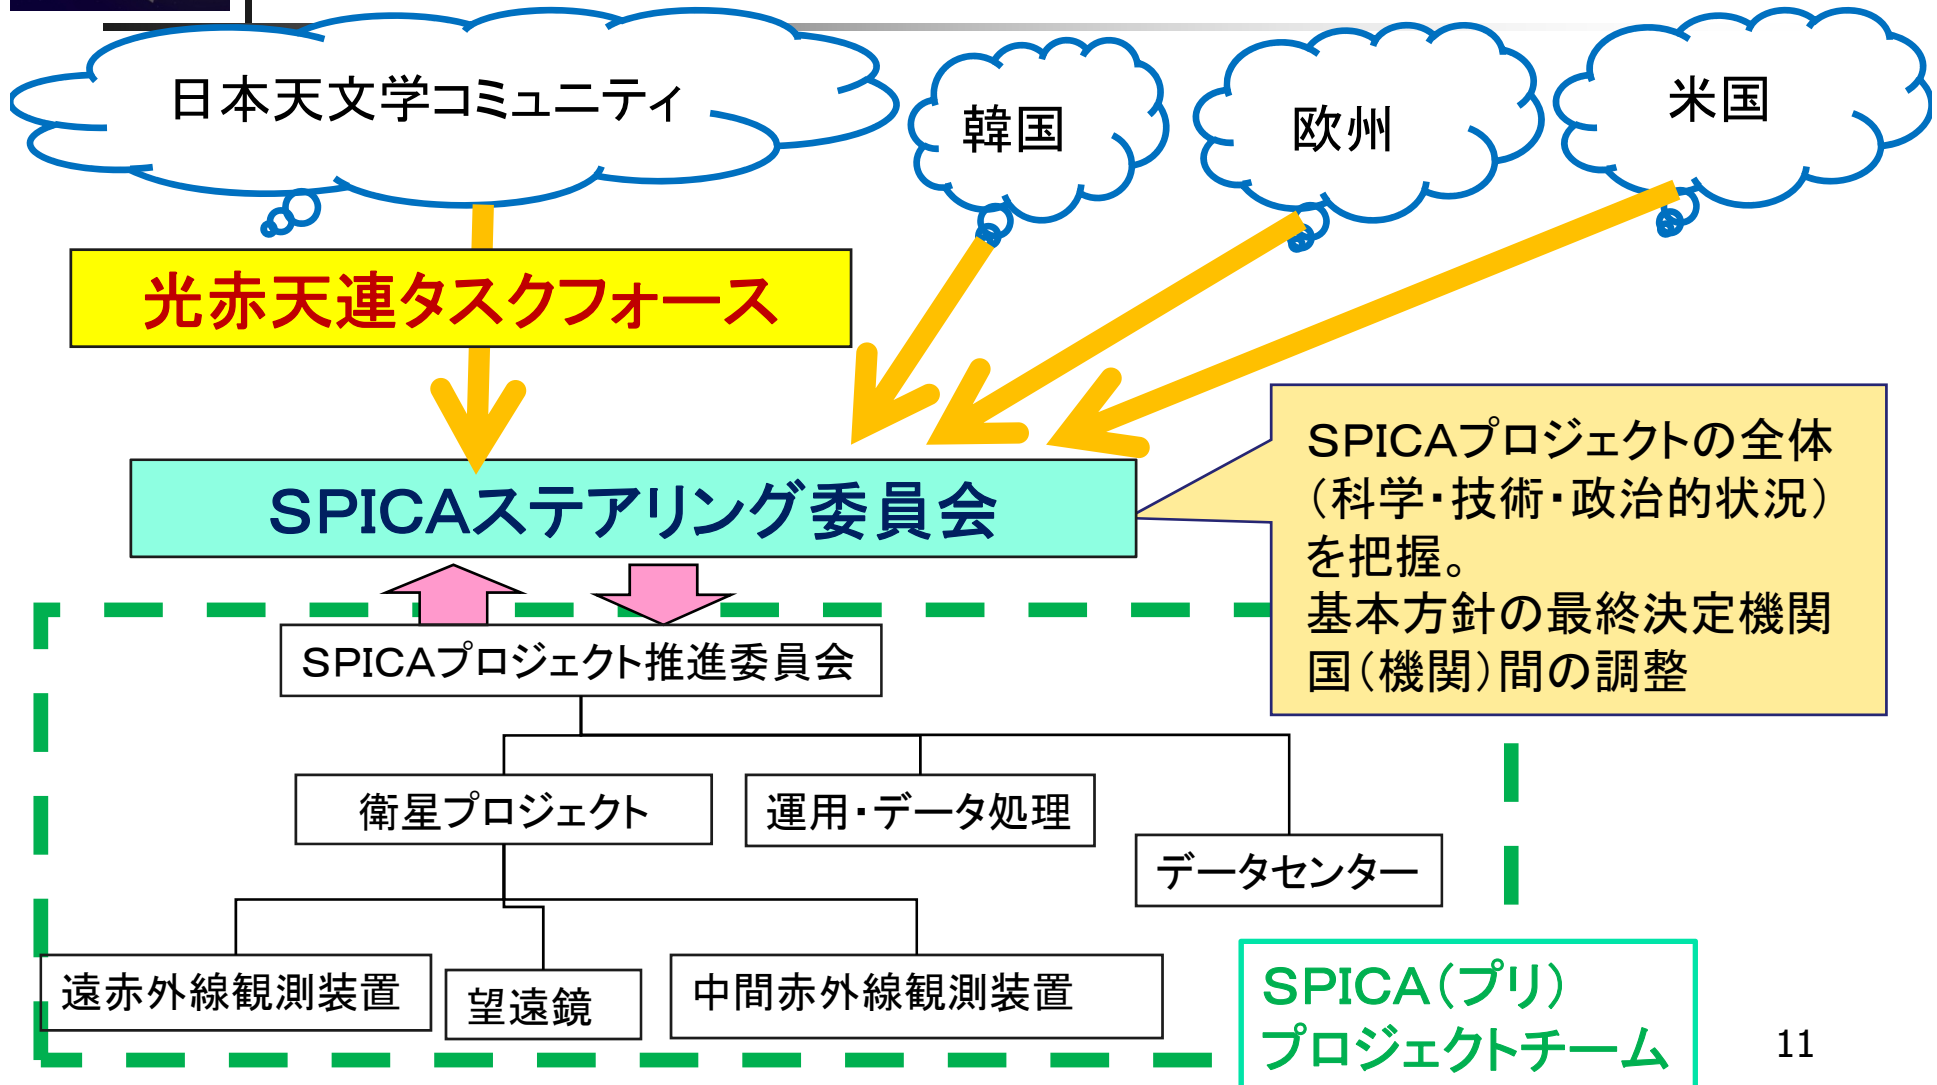 日本天文学コミュニティ
韓国
欧州
米国
光赤天連タスクフォース
SPICAステアリング委員会
SPICAプロジェクトの全体
（科学・技術・政治的状況）
を把握。
基本方針の最終決定機関
国（機関）間の調整
SPICAプロジェクト推進委員会
衛星プロジェクト
運用・データ処理
データセンター
遠赤外線観測装置
望遠鏡
中間赤外線観測装置
SPICA（プリ）
プロジェクトチーム
11